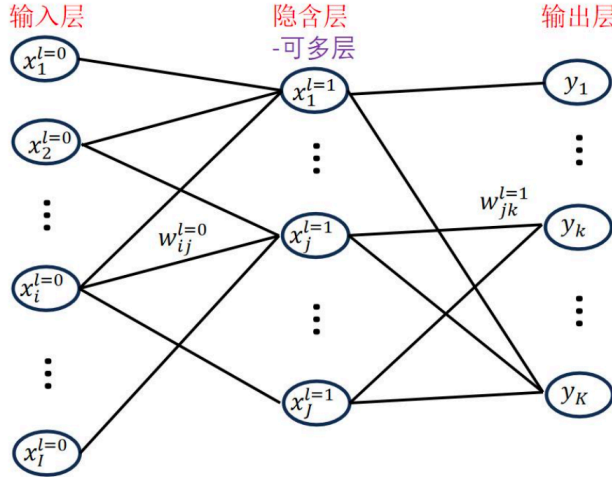 输入层 隐含层 输出层
-可多层
x_1^{l=0} x_1^{l=1} y_1
x_2^{l=0}
w_{ij}^{l=0} x_j^{l=1} w_{jk}^{l=1} y_k
x_i^{l=0}
x_J^{l=1} y_K
x_I^{l=0}